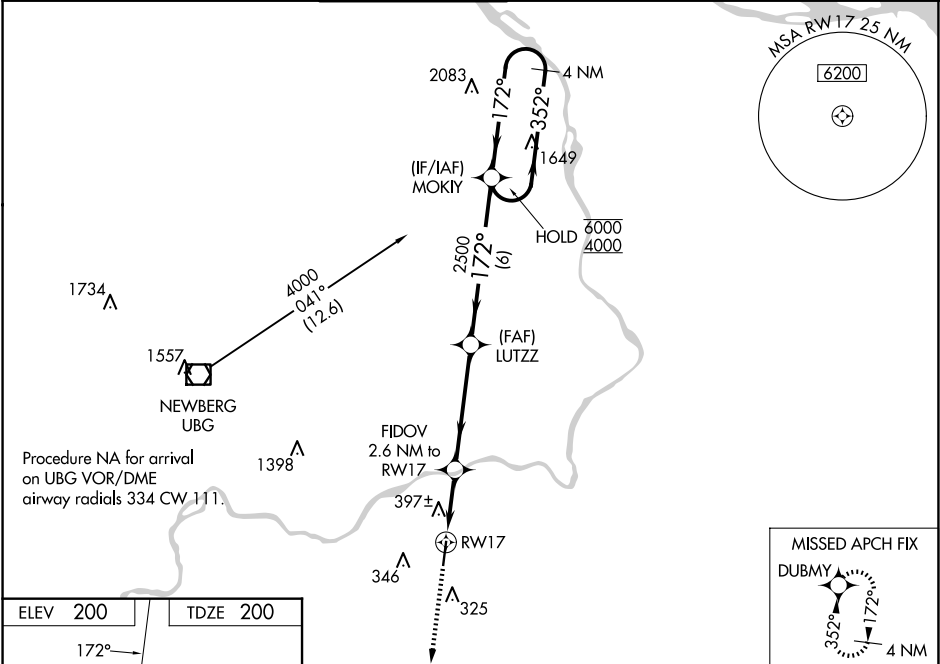 MSA RW17 25 NM
6200
2083
4 NM
172°
352°
1649
(IF/IAF)
MOKIY
HOLD
6000
4000
2500
172°
(6)
4000
041°
(12.6)
1734
(FAF)
LUTZZ
1557
NEWBERG
UBG
FIDOV
2.6 NM to
RW17
Procedure NA for arrival
on UBG VOR/DME
airway radials 334 CW 111.
1398
397±
RW17
346
325
MISSED APCH FIX
DUBMY
352°
172°
4 NM
ELEV 200
TDZE 200
172°